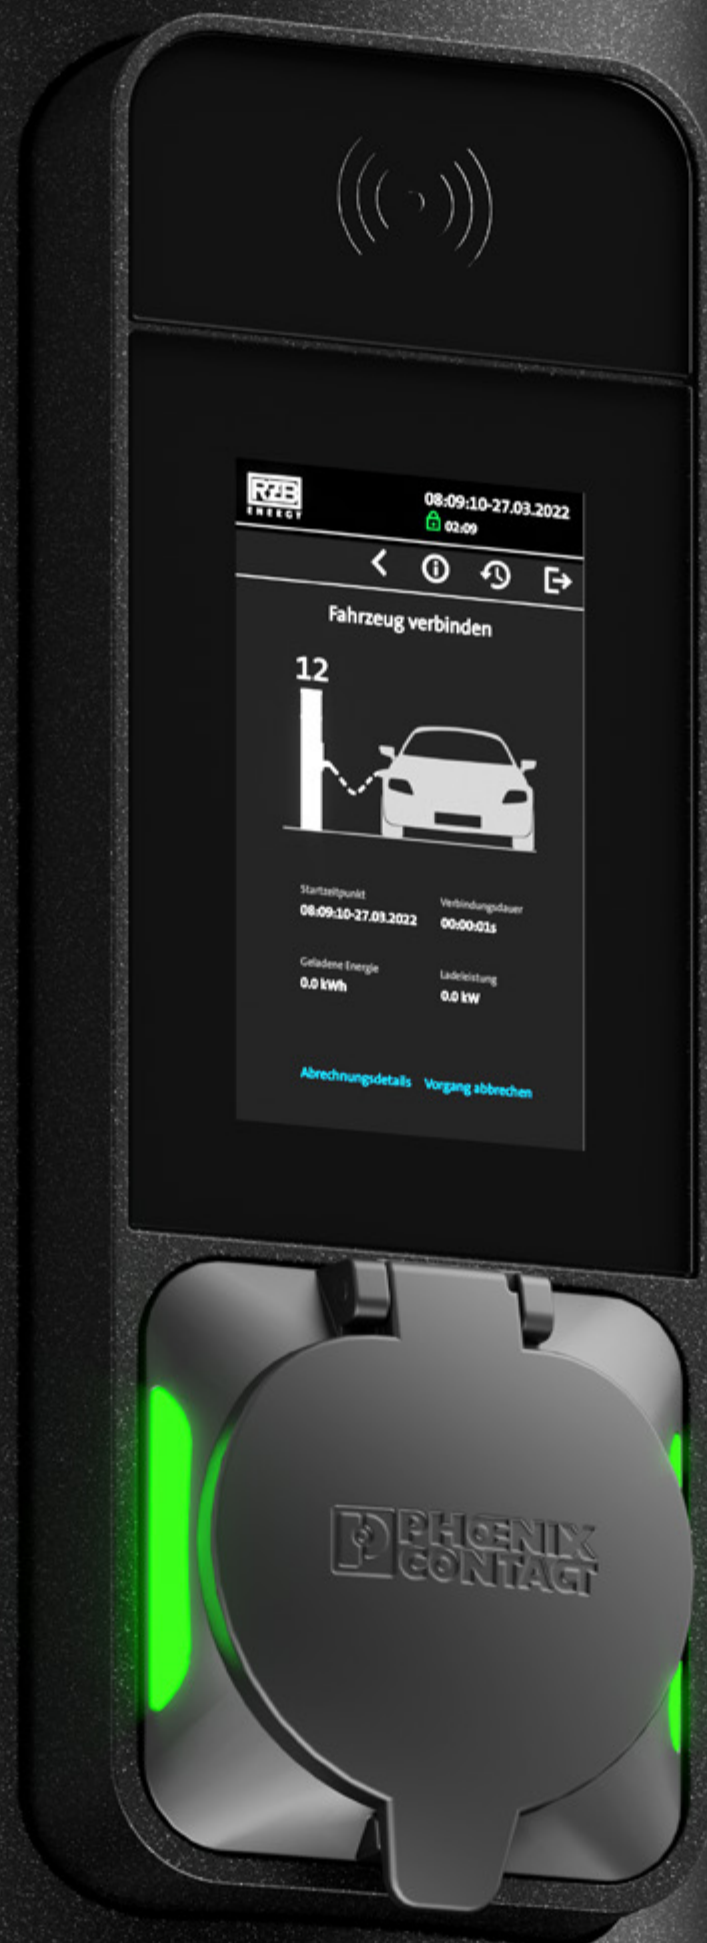 RZB
ENERGY
08:09:10-27.03.2022
02:09
Fahrzeug verbinden
12
Startzeitpunkt
08:09:10-27.03.2022
Verbindungsdauer
00:00:01s
Geladene Energie
0.0 kWh
Ladeleistung
0.0 kW
Abrechnungsdetails Vorgang abbrechen
PHŒNIX
CONTACT